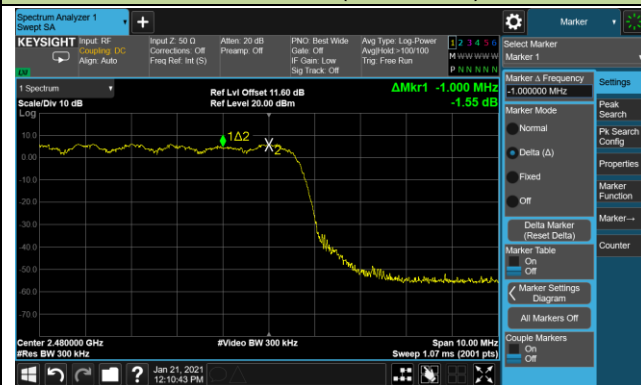 Spectrum Analyzer 1
Swept SA
Marker
KEYSIGHT
Input: RF
Coupling: DC
Align: Auto
Input Z: 50 Ω
Corrections: Off
Freq Ref: Int (S)
Atten: 20 dB
Preamp: Off
PNO: Best Wide
Gate: Off
IF Gain: Low
Sig Track: Off
Avg Type: Log-Power
Avg|Hold:>100/100
Trig: Free Run
1 2 3 4 5 6
M W W W W W
P N N N N N
LVI
Select Marker
Marker 1
1 Spectrum
Scale/Div 10 dB
Log
Ref Lvl Offset 11.60 dB
Ref Level 20.00 dBm
ΔMkr1 -1.000 MHz
-1.55 dB
10.0
0.00
-10.0
-20.0
-30.0
-40.0
-50.0
-60.0
-70.0
1Δ2
2
Center 2.480000 GHz
#Res BW 300 kHz
#Video BW 300 kHz
Span 10.00 MHz
Sweep 1.07 ms (2001 pts)
Marker Δ Frequency
-1.000000 MHz
Marker Mode
Normal
Delta (Δ)
Fixed
Off
Delta Marker
(Reset Delta)
Marker Table
On
Off
Marker Settings
Diagram
All Markers Off
Couple Markers
On
Off
Settings
Peak
Search
Pk Search
Config
Properties
Marker
Function
Marker→
Counter
?
Jan 21, 2021
12:10:43 PM